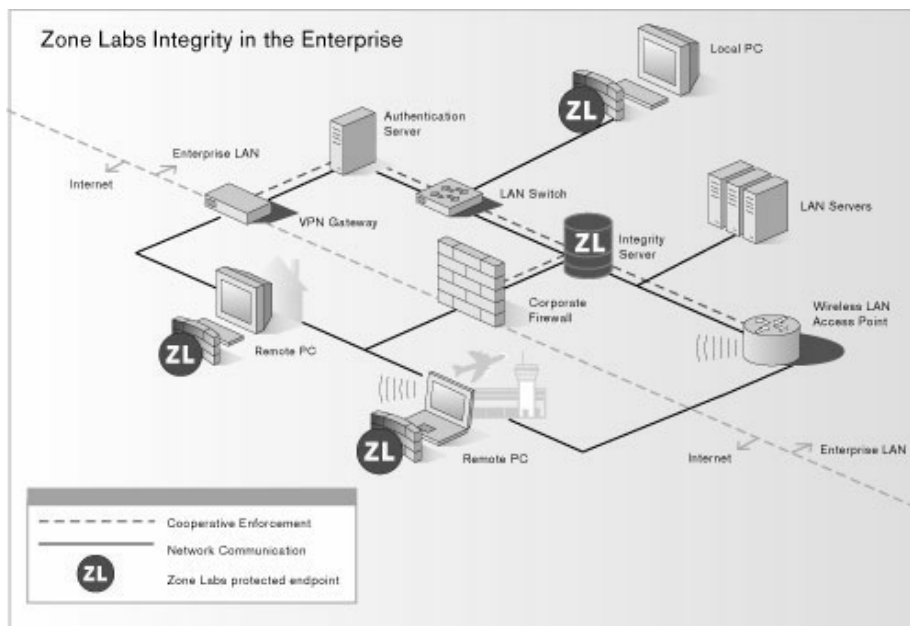 Zone Labs Integrity in the Enterprise
Local PC
ZL
Authentication
Server
Enterprise LAN
Internet
LAN Switch
LAN Servers
VPN Gateway
ZL
Integrity
Server
Corporate
Firewall
Wireless LAN
Access Point
ZL
Remote PC
ZL
Remote PC
Internet
Enterprise LAN
Cooperative Enforcement
Network Communication
ZL
Zone Labs protected endpoint